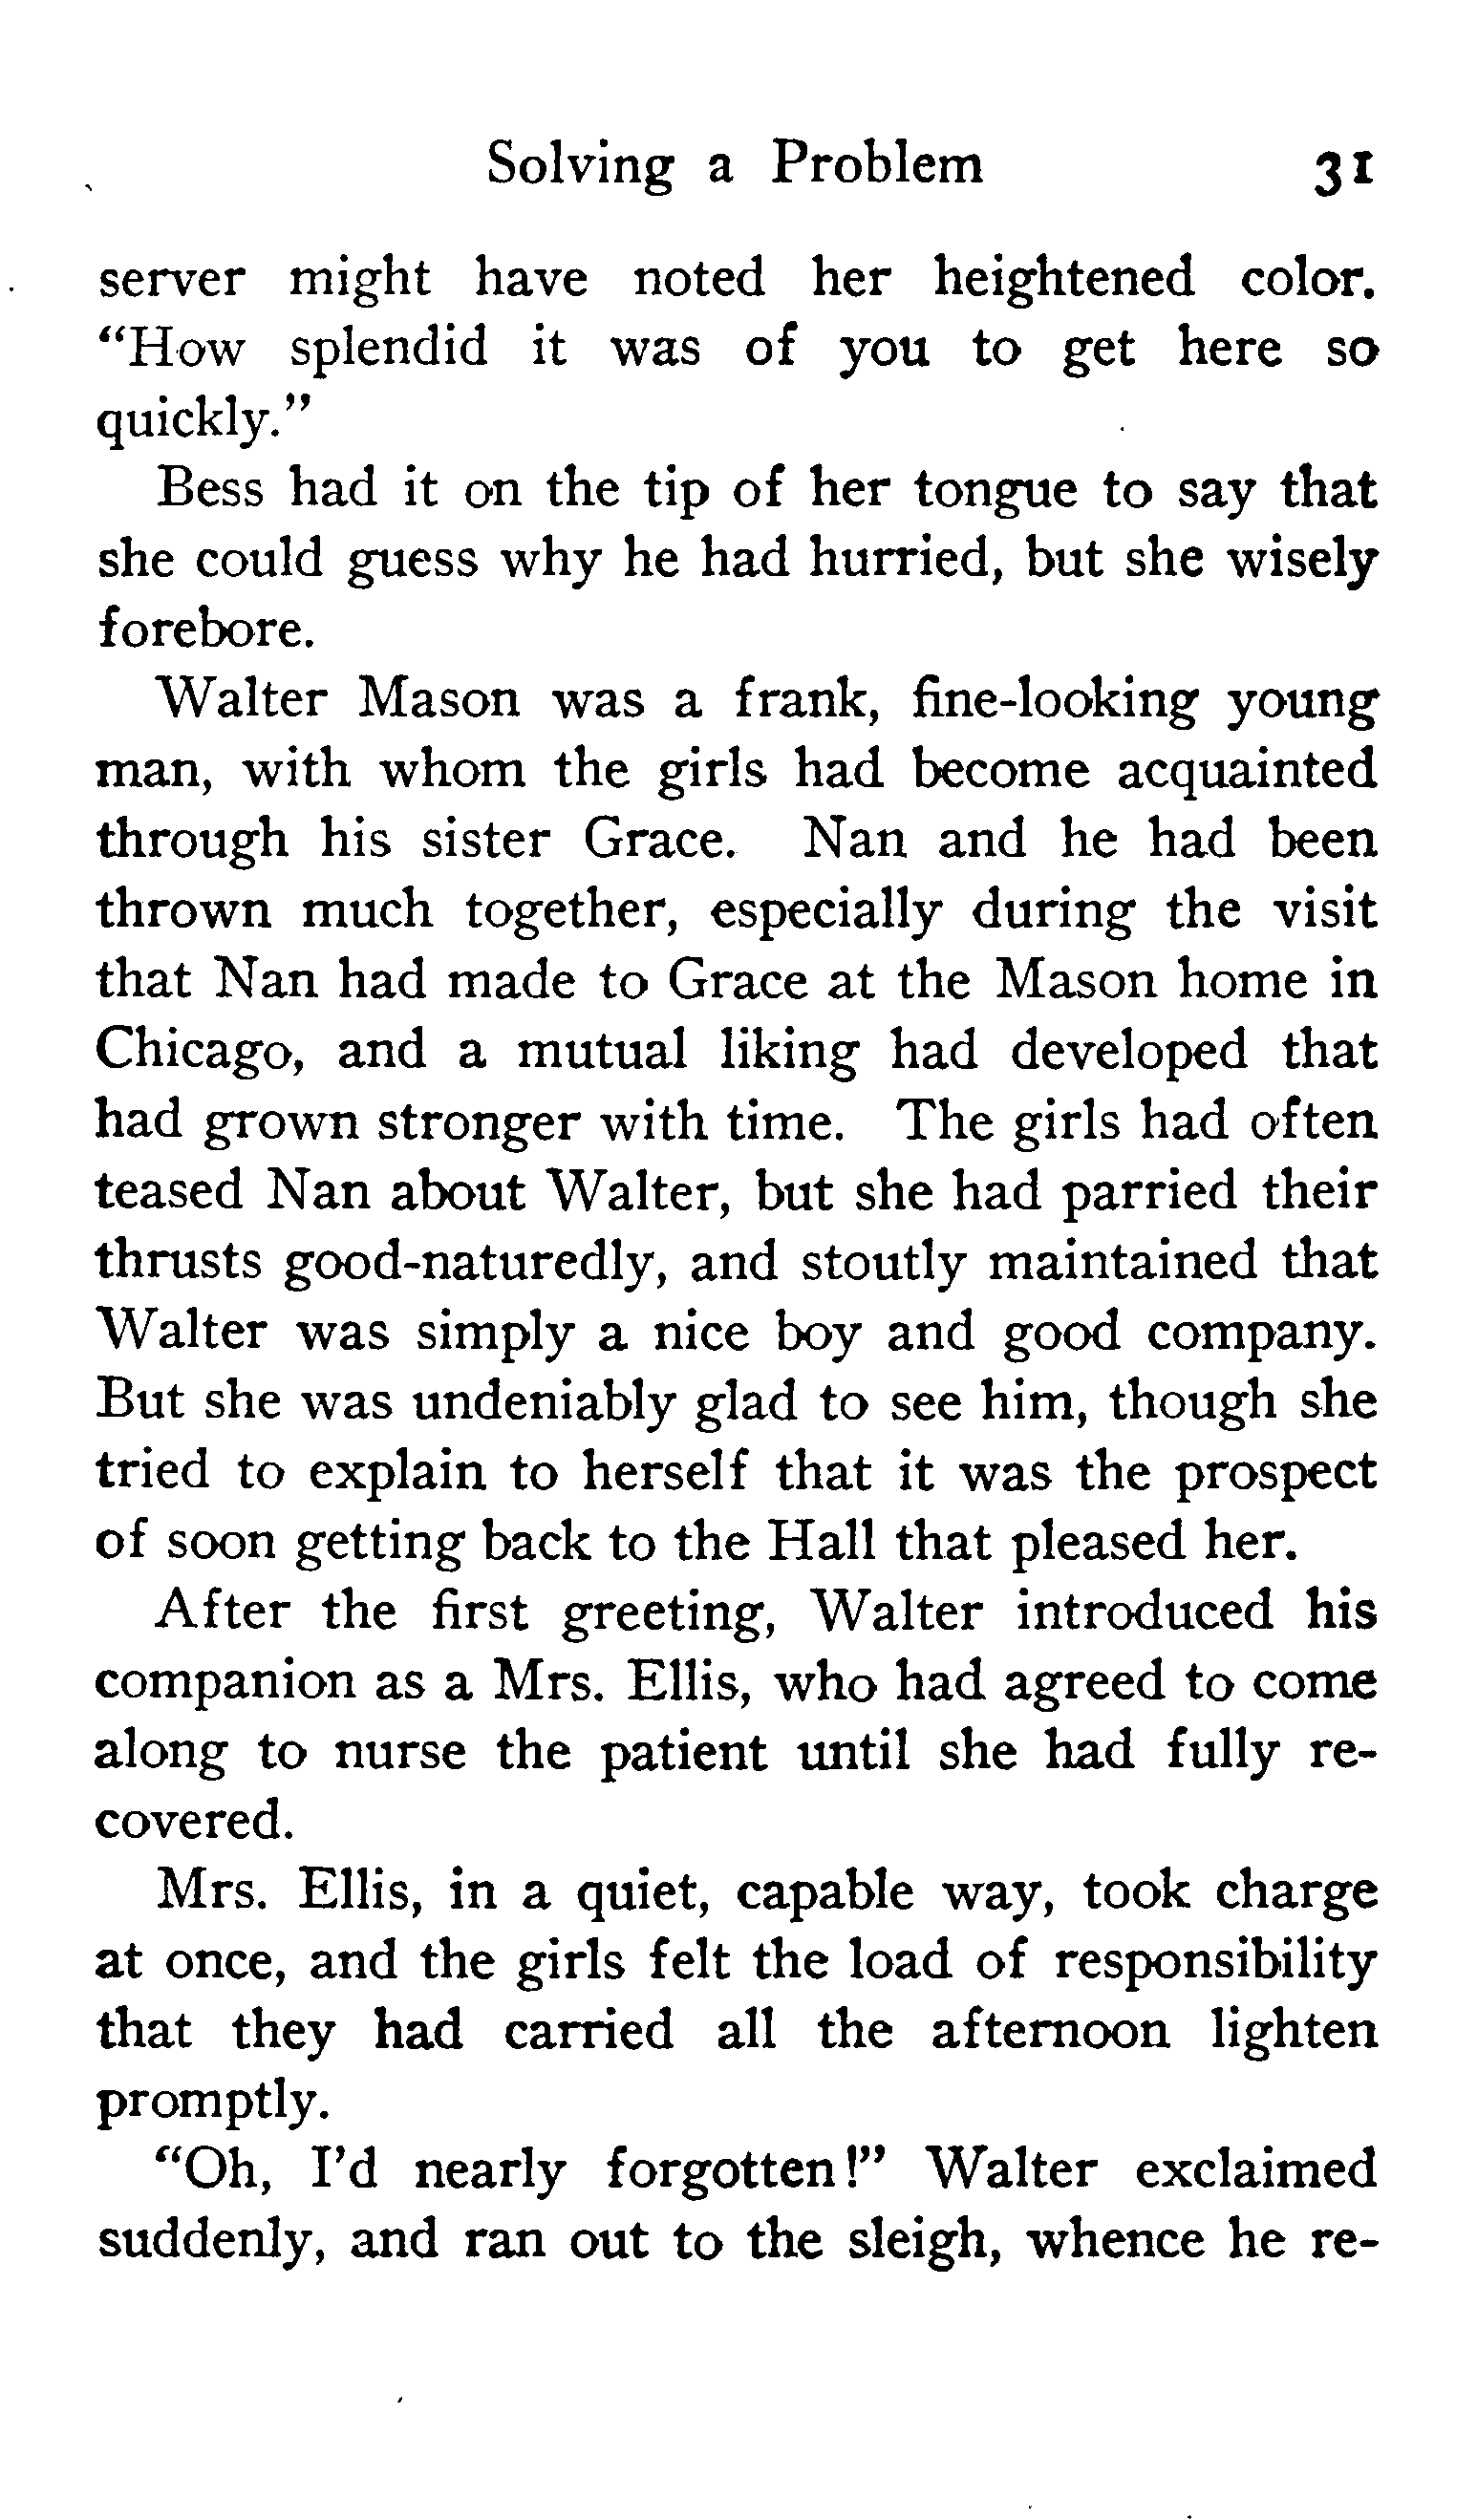 Solving a Problem 31
server might have noted her heightened color.
“How splendid it was of you to get here so
quickly.”
Bess had it on the tip of her tongue to say that
she could guess why he had hurried, but she wisely
forebore.
Walter Mason was a frank, fine-looking young
man, with whom the girls had become acquainted
through his sister Grace. Nan and he had been
thrown much together, especially during the visit
that Nan had made to Grace at the Mason home in
Chicago, and a mutual liking had developed that
had grown stronger with time. The girls had often
teased Nan about Walter, but she had parried their
thrusts good-naturedly, and stoutly maintained that
Walter was simply a nice boy and good company.
But she was undeniably glad to see him, though she
tried to explain to herself that it was the prospect
of soon getting back to the Hall that pleased her.
After the first greeting, Walter introduced his
companion as a Mrs. Ellis, who had agreed to come
along to nurse the patient until she had fully re-
covered.
Mrs. Ellis, in a quiet, capable way, took charge
at once, and the girls felt the load of responsibility
that they had carried all the afternoon lighten
promptly.
“Oh, I’d nearly forgotten!” Walter exclaimed
suddenly, and ran out to the sleigh, whence he re-